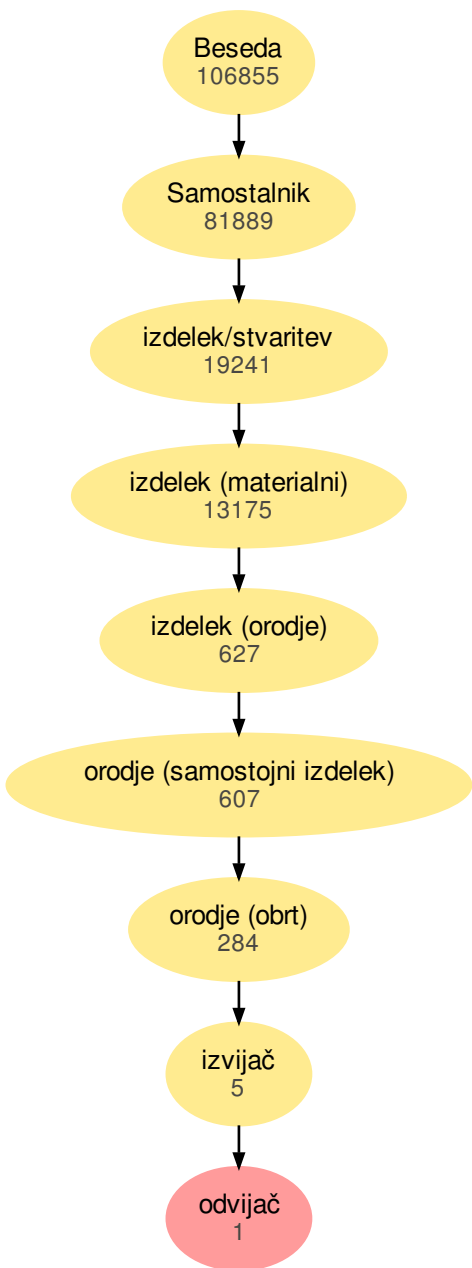 Beseda
106855
Samostalnik
81889
izdelek/stvaritev
19241
izdelek (materialni)
13175
izdelek (orodje)
627
orodje (samostojni izdelek)
607
orodje (obrt)
284
izvijač
5
odvijač
1